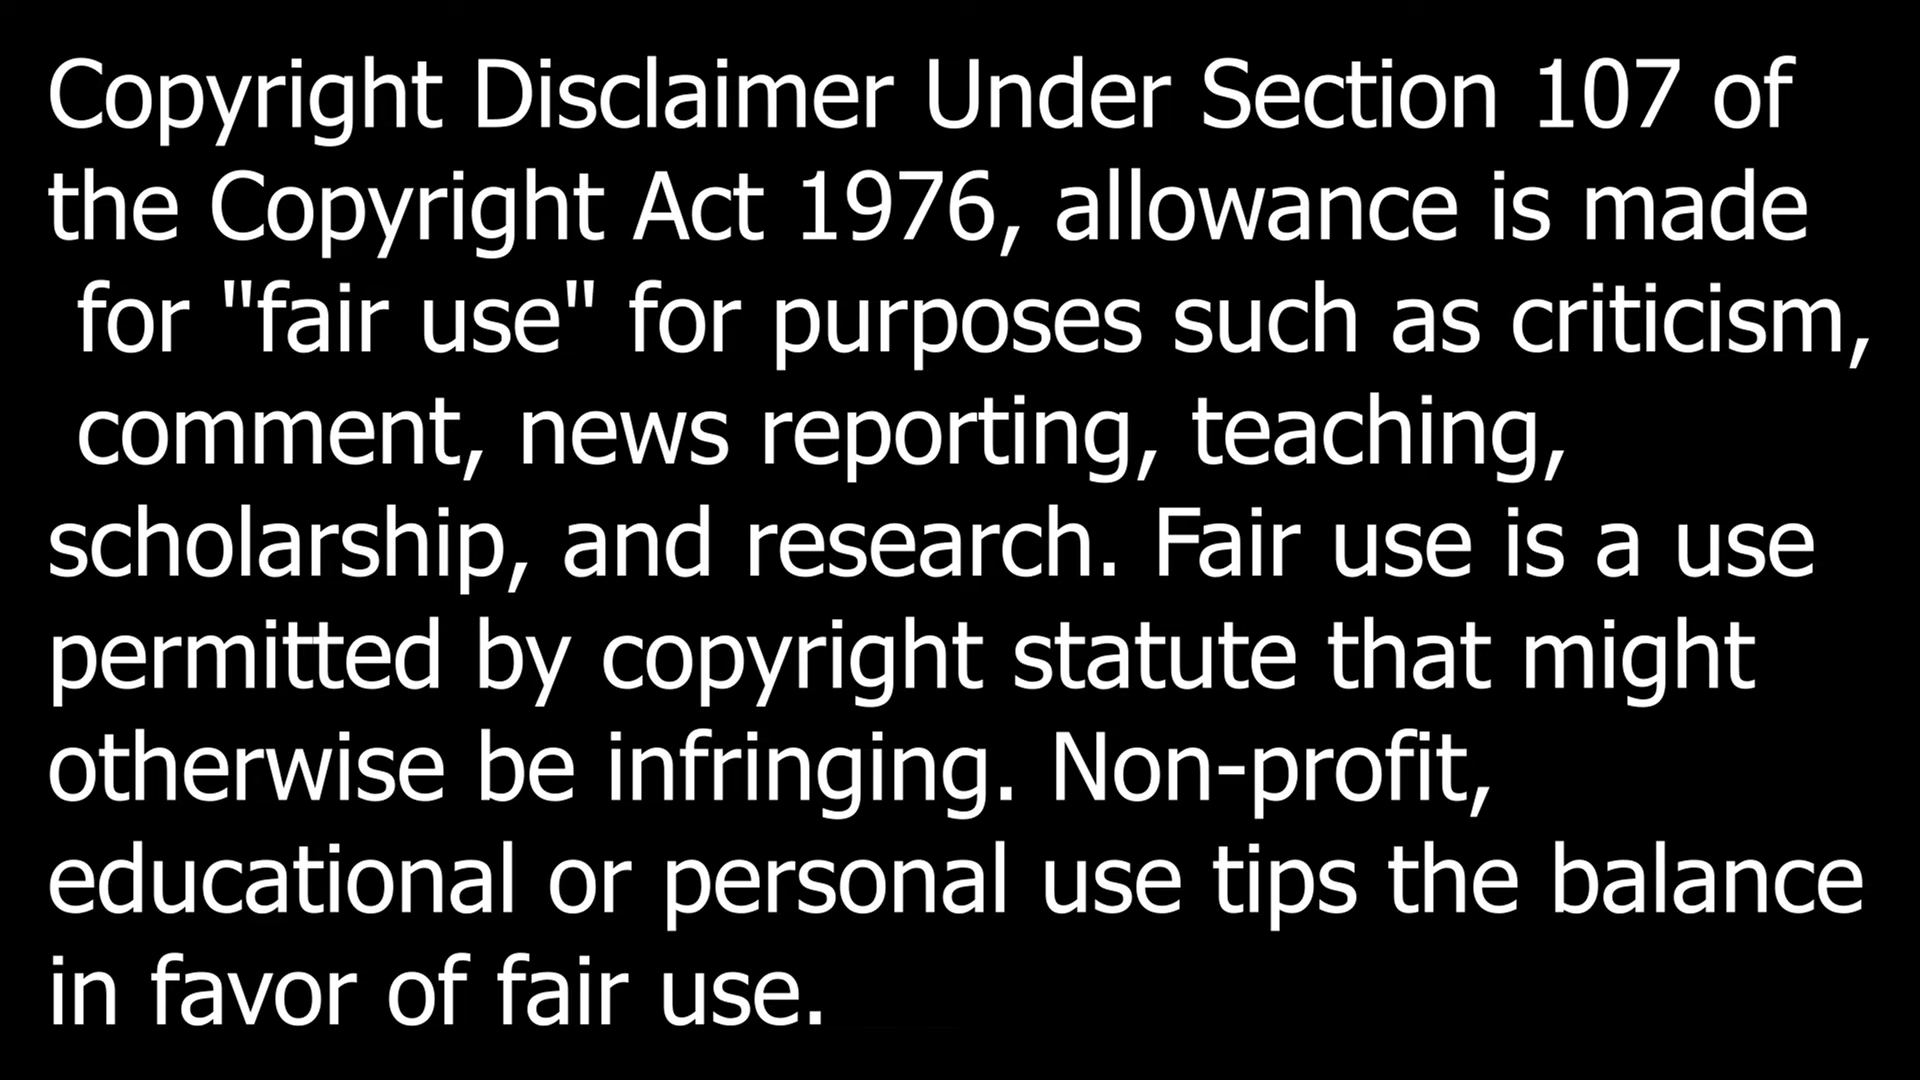 Copyright Disclaimer Under Section 107 of
the Copyright Act 1976, allowance is made
for "fair use" for purposes such as criticism,
comment, news reporting, teaching,
scholarship, and research. Fair use is a use
permitted by copyright statute that might
otherwise be infringing. Non-profit,
educational or personal use tips the balance
in favor of fair use.